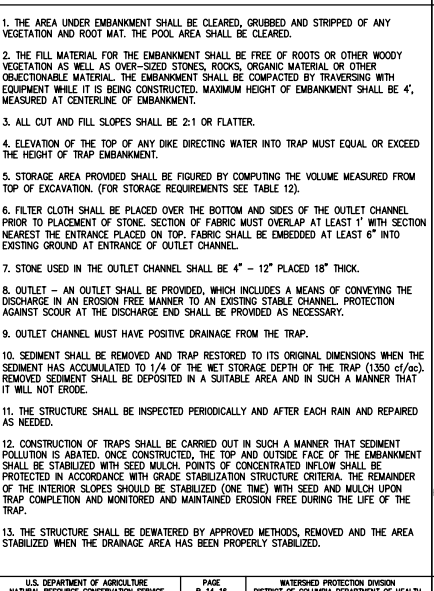 1. THE AREA UNDER EMBANKMENT SHALL BE CLEARED, GRUBBED AND STRIPPED OF ANY
VEGETATION AND ROOT MAT. THE POOL AREA SHALL BE CLEARED.
2. THE FILL MATERIAL FOR THE EMBANKMENT SHALL BE FREE OF ROOTS OR OTHER WOODY
VEGETATION AS WELL AS OVER-SIZED STONES, ROCKS, ORGANIC MATERIAL OR OTHER
OBJECTIONABLE MATERIAL. THE EMBANKMENT SHALL BE COMPACTED BY TRAVERSING WITH
EQUIPMENT WHILE IT IS BEING CONSTRUCTED. MAXIMUM HEIGHT OF EMBANKMENT SHALL BE 4',
MEASURED AT CENTERLINE OF EMBANKMENT.
3. ALL CUT AND FILL SLOPES SHALL BE 2:1 OR FLATTER.
4. ELEVATION OF THE TOP OF ANY DIKE DIRECTING WATER INTO TRAP MUST EQUAL OR EXCEED
THE HEIGHT OF TRAP EMBANKMENT.
5. STORAGE AREA PROVIDED SHALL BE FIGURED BY COMPUTING THE VOLUME MEASURED FROM
TOP OF EXCAVATION. (FOR STORAGE REQUIREMENTS SEE TABLE 12).
6. FILTER CLOTH SHALL BE PLACED OVER THE BOTTOM AND SIDES OF THE OUTLET CHANNEL
PRIOR TO PLACEMENT OF STONE. SECTION OF FABRIC MUST OVERLAP AT LEAST 1' WITH SECTION
NEAREST THE ENTRANCE PLACED ON TOP. FABRIC SHALL BE EMBEDDED AT LEAST 6" INTO
EXISTING GROUND AT ENTRANCE OF OUTLET CHANNEL.
7. STONE USED IN THE OUTLET CHANNEL SHALL BE 4" - 12" PLACED 18" THICK.
8. OUTLET - AN OUTLET SHALL BE PROVIDED, WHICH INCLUDES A MEANS OF CONVEYING THE
DISCHARGE IN AN EROSION FREE MANNER TO AN EXISTING STABLE CHANNEL. PROTECTION
AGAINST SCOUR AT THE DISCHARGE END SHALL BE PROVIDED AS NECESSARY.
9. OUTLET CHANNEL MUST HAVE POSITIVE DRAINAGE FROM THE TRAP.
10. SEDIMENT SHALL BE REMOVED AND TRAP RESTORED TO ITS ORIGINAL DIMENSIONS WHEN THE
SEDIMENT HAS ACCUMULATED TO 1/4 OF THE WET STORAGE DEPTH OF THE TRAP (1350 cf/ac).
REMOVED SEDIMENT SHALL BE DEPOSITED IN A SUITABLE AREA AND IN SUCH A MANNER THAT
IT WILL NOT ERODE.
11. THE STRUCTURE SHALL BE INSPECTED PERIODICALLY AND AFTER EACH RAIN AND REPAIRED
AS NEEDED.
12. CONSTRUCTION OF TRAPS SHALL BE CARRIED OUT IN SUCH A MANNER THAT SEDIMENT
POLLUTION IS ABATED. ONCE CONSTRUCTED, THE TOP AND OUTSIDE FACE OF THE EMBANKMENT
SHALL BE STABILIZED WITH SEED MULCH. POINTS OF CONCENTRATED INFLOW SHALL BE
PROTECTED IN ACCORDANCE WITH GRADE STABILIZATION STRUCTURE CRITERIA. THE REMAINDER
OF THE INTERIOR SLOPES SHOULD BE STABILIZED (ONE TIME) WITH SEED AND MULCH UPON
TRAP COMPLETION AND MONITORED AND MAINTAINED EROSION FREE DURING THE LIFE OF THE
TRAP.
13. THE STRUCTURE SHALL BE DEWATERED BY APPROVED METHODS, REMOVED AND THE AREA
STABILIZED WHEN THE DRAINAGE AREA HAS BEEN PROPERLY STABILIZED.
U.S. DEPARTMENT OF AGRICULTURE PAGE WATERSHED PROTECTION DIVISION
NATURAL RESOURCE CONSERVATION SERVICE DISTRICT OF COLUMBIA DEPARTMENT OF HEALTH